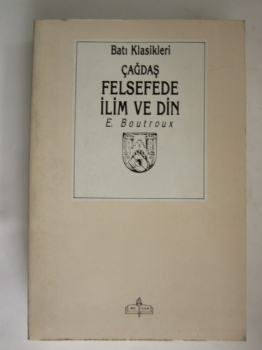 Batı Klasikleri
ÇAĞDAŞ
FELSEFEDE
İLİM VE DİN
E. Boutroux